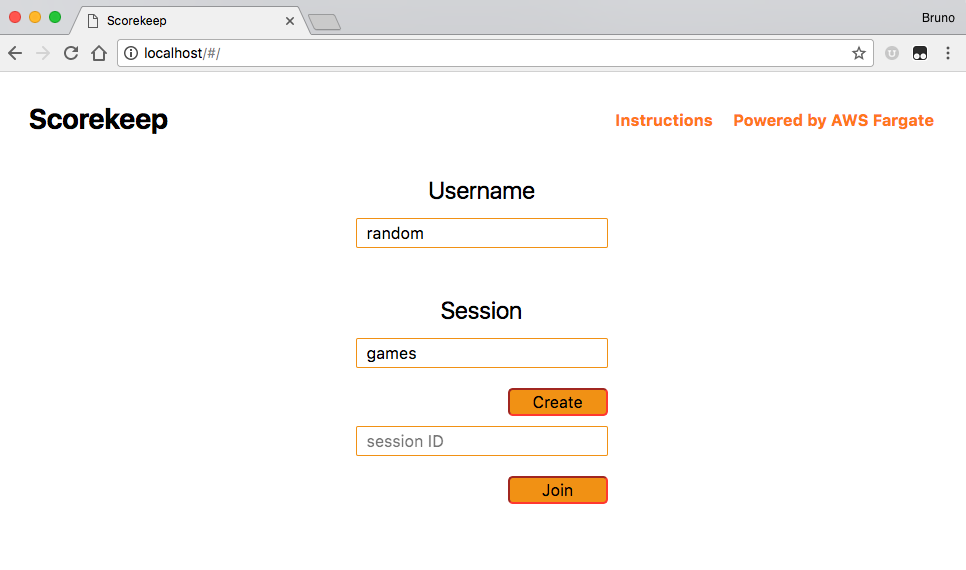 Scorekeep
Bruno
localhost/#/
Scorekeep
Instructions
Powered by AWS Fargate
Username
random
Session
games
Create
session ID
Join